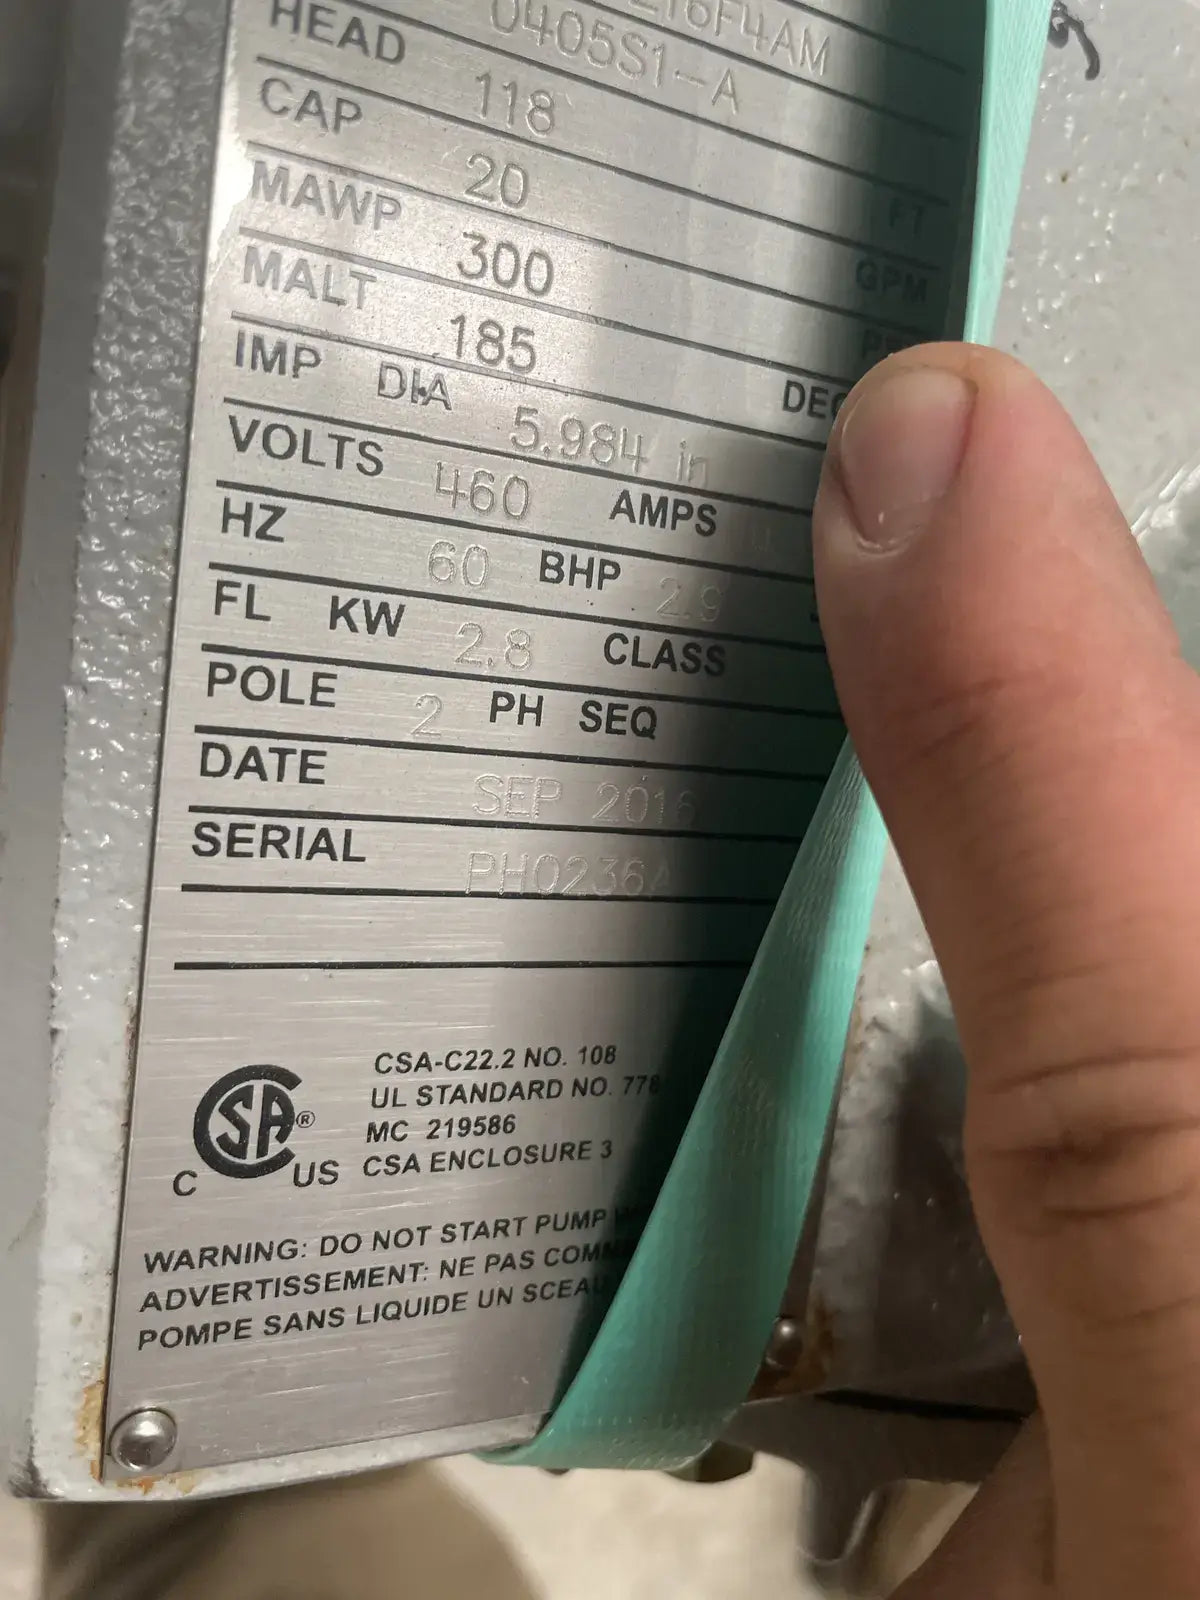 0405S1-A
HEAD 118 FT
CAP 20 GPM
MAWP 300
MALT 185
IMP DIA 5.984 in
VOLTS 460 AMPS
HZ 60 BHP 2.9
FL KW 2.8 CLASS
POLE 2 PH SEQ
DATE SEP 2016
SERIAL
CSA-C22.2 NO. 108
UL STANDARD NO. 778
MC 219586
CSA ENCLOSURE 3
CSA ®
C US
WARNING: DO NOT START PUMP
ADVERTISSEMENT: NE PAS
POMPE SANS LIQUIDE UN